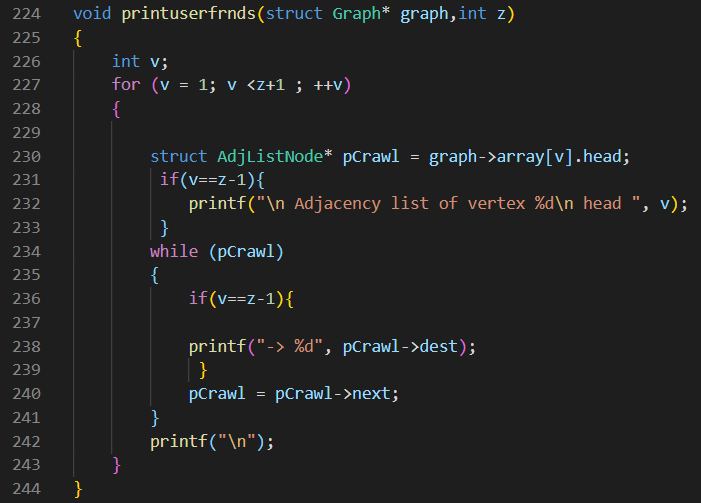 224 void printuserfrnds(struct Graph* graph,int z)
225 {
226     int v;
227     for (v = 1; v <z+1 ; ++v)
228     {
229
230         struct AdjListNode* pCrawl = graph->array[v].head;
231          if(v==z-1){
232             printf("\n Adjacency list of vertex %d\n head ", v);
233          }
234         while (pCrawl)
235         {
236             if(v==z-1){
237
238             printf("-> %d", pCrawl->dest);
239              }
240             pCrawl = pCrawl->next;
241         }
242         printf("\n");
243     }
244 }